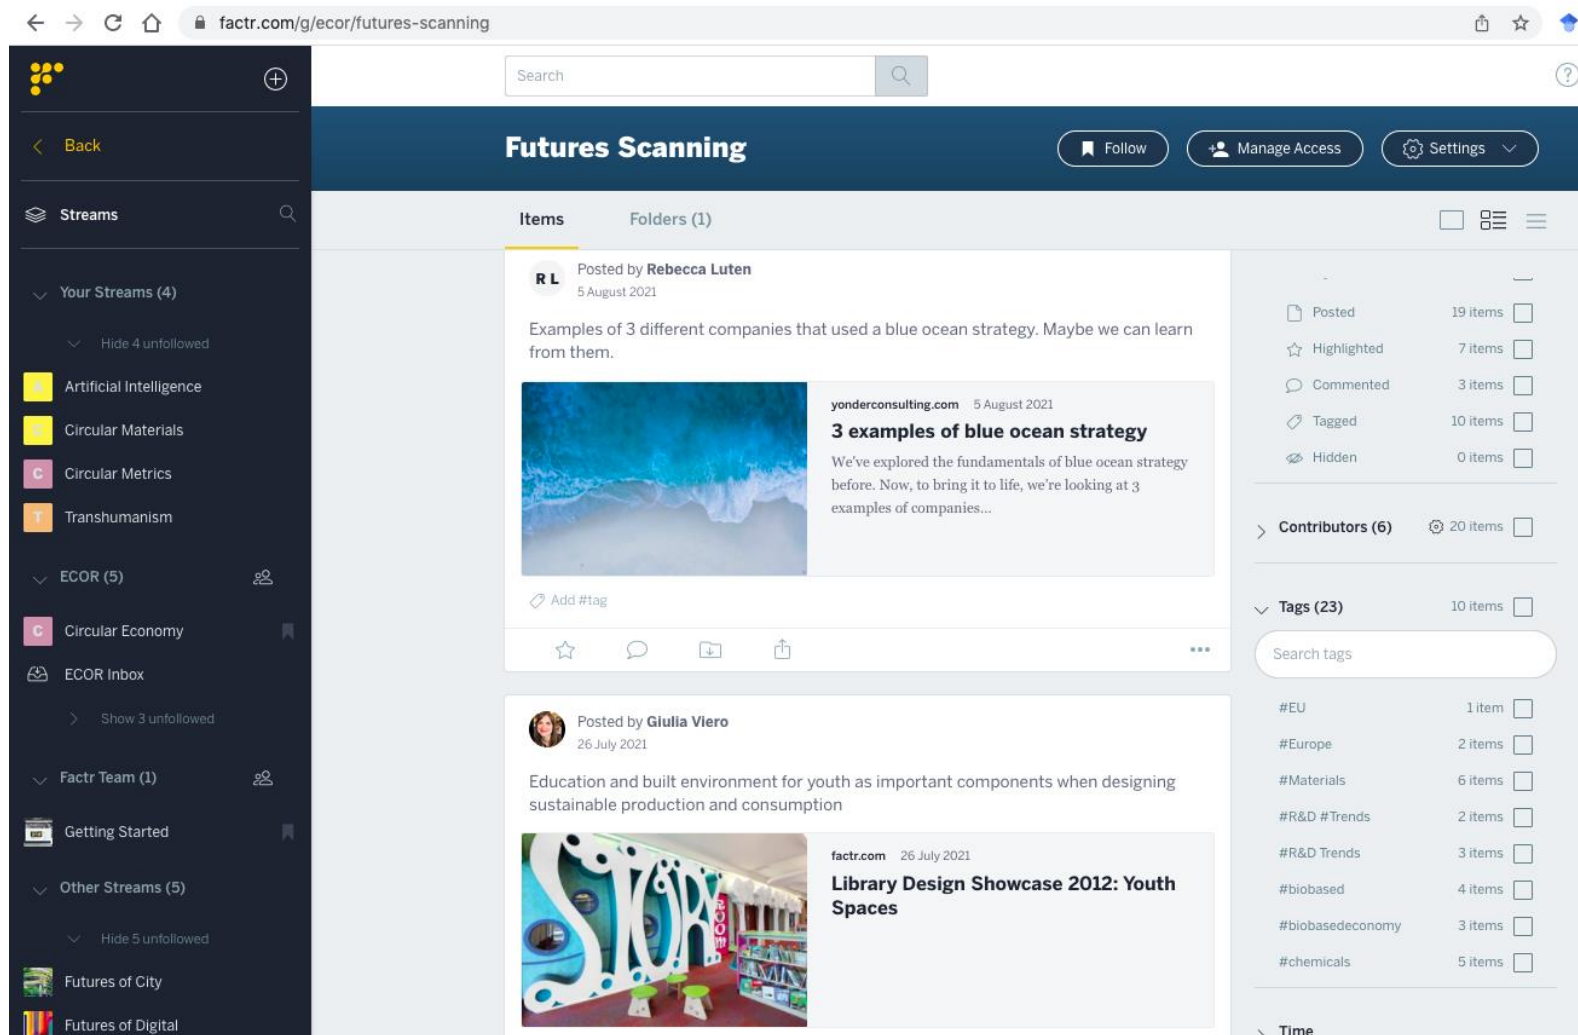 factr.com/g/ecor/futures-scanning
Search
?
Back
Streams
Your Streams (4)
Hide 4 unfollowed
Artificial Intelligence
Circular Materials
C Circular Metrics
T Transhumanism
ECOR (5)
C Circular Economy
ECOR Inbox
Show 3 unfollowed
Factr Team (1)
Getting Started
Other Streams (5)
Hide 5 unfollowed
Futures of City
Futures of Digital
Futures Scanning
Follow
Manage Access
Settings
Items Folders (1)
R L
Posted by Rebecca Luten
5 August 2021
Examples of 3 different companies that used a blue ocean strategy. Maybe we can learn
from them.
yonderconsulting.com 5 August 2021
3 examples of blue ocean strategy
We've explored the fundamentals of blue ocean strategy
before. Now, to bring it to life, we're looking at 3
examples of companies...
Add #tag
Posted by Giulia Viero
26 July 2021
Education and built environment for youth as important components when designing
sustainable production and consumption
STORY
ROOM
factr.com 26 July 2021
Library Design Showcase 2012: Youth
Spaces
Posted 19 items
Highlighted 7 items
Commented 3 items
Tagged 10 items
Hidden 0 items
Contributors (6) 20 items
Tags (23) 10 items
Search tags
#EU 1 item
#Europe 2 items
#Materials 6 items
#R&D #Trends 2 items
#R&D Trends 3 items
#biobased 4 items
#biobasedeconomy 3 items
#chemicals 5 items
Time